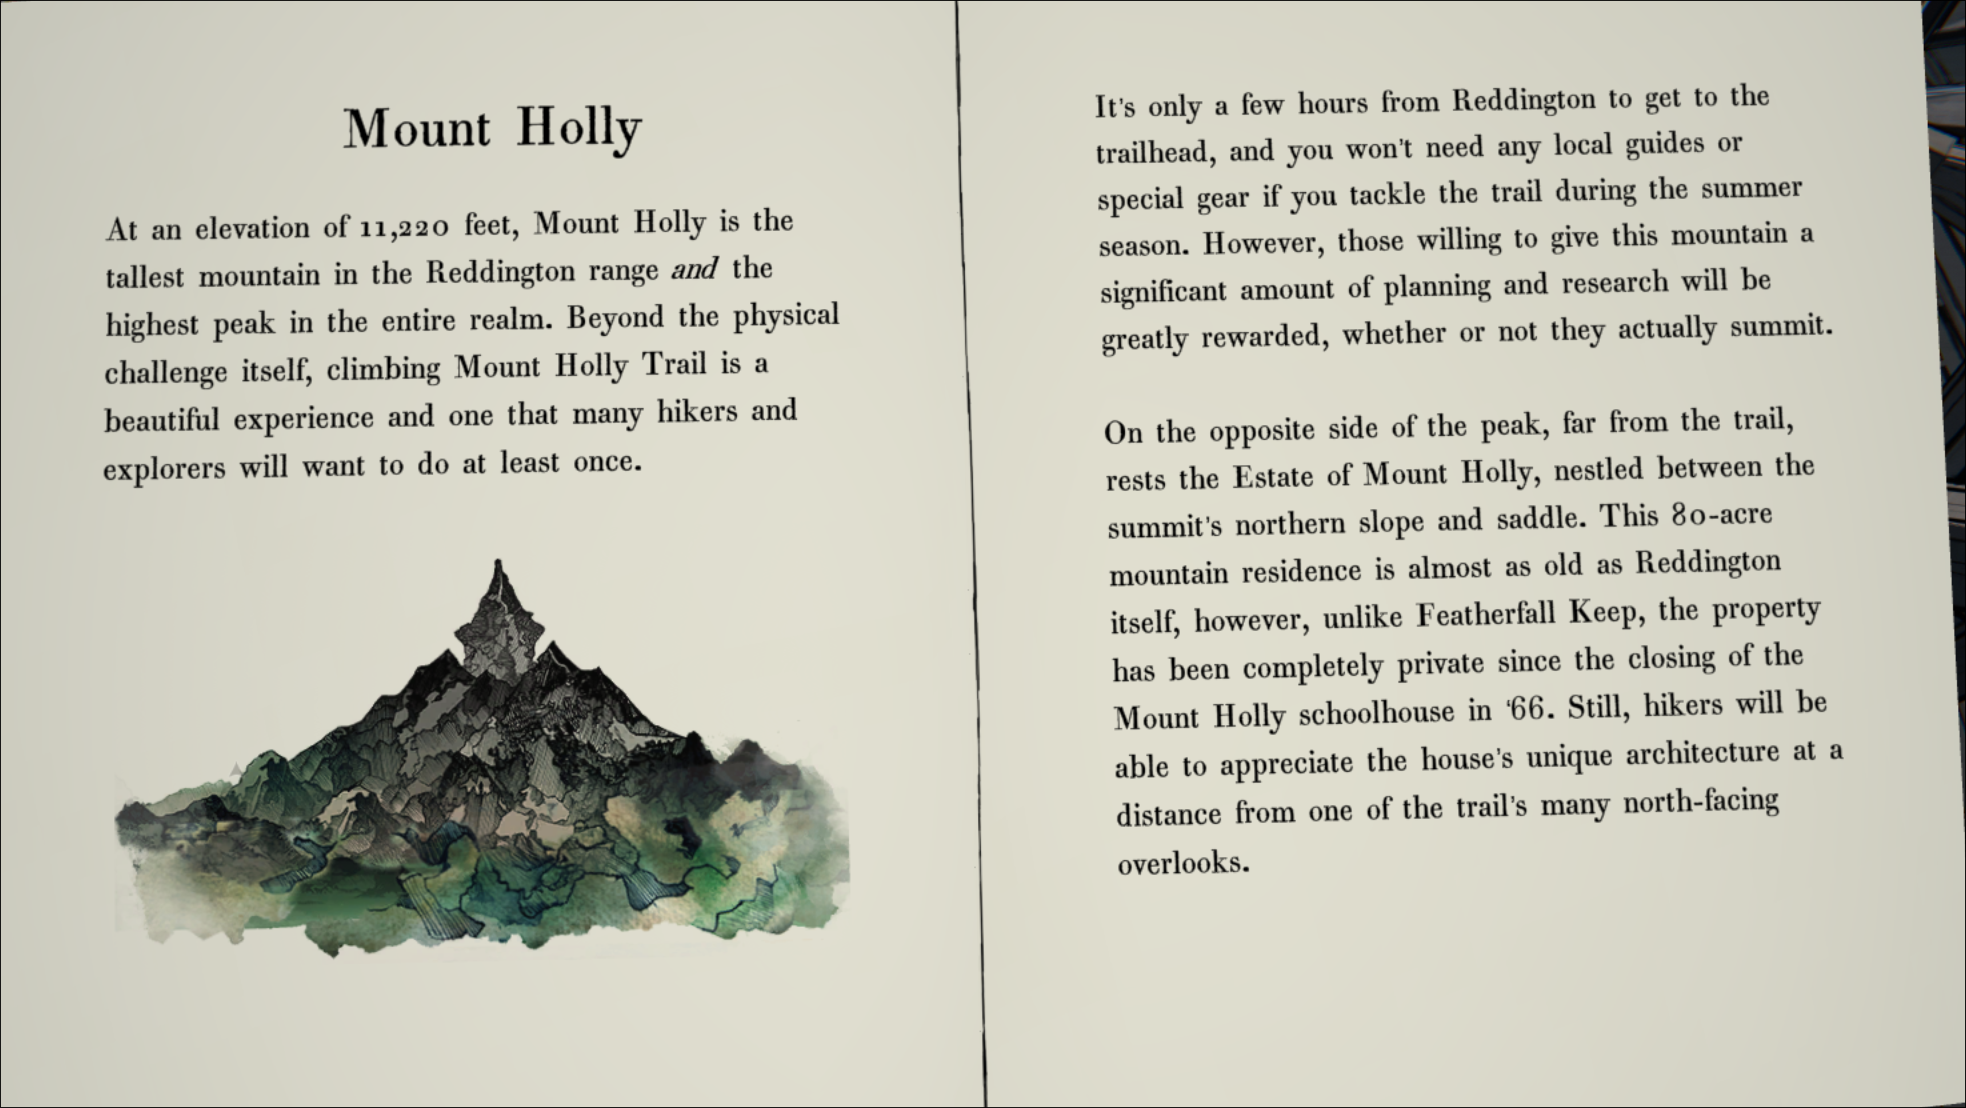 Mount Holly
At an elevation of 11,220 feet, Mount Holly is the
tallest mountain in the Reddington range and the
highest peak in the entire realm. Beyond the physical
challenge itself, climbing Mount Holly Trail is a
beautiful experience and one that many hikers and
explorers will want to do at least once.
It's only a few hours from Reddington to get to the
trailhead, and you won't need any local guides or
special gear if you tackle the trail during the summer
season. However, those willing to give this mountain a
significant amount of planning and research will be
greatly rewarded, whether or not they actually summit.
On the opposite side of the peak, far from the trail,
rests the Estate of Mount Holly, nestled between the
summit's northern slope and saddle. This 80-acre
mountain residence is almost as old as Reddington
itself, however, unlike Featherfall Keep, the property
has been completely private since the closing of the
Mount Holly schoolhouse in '66. Still, hikers will be
able to appreciate the house's unique architecture at a
distance from one of the trail's many north-facing
overlooks.